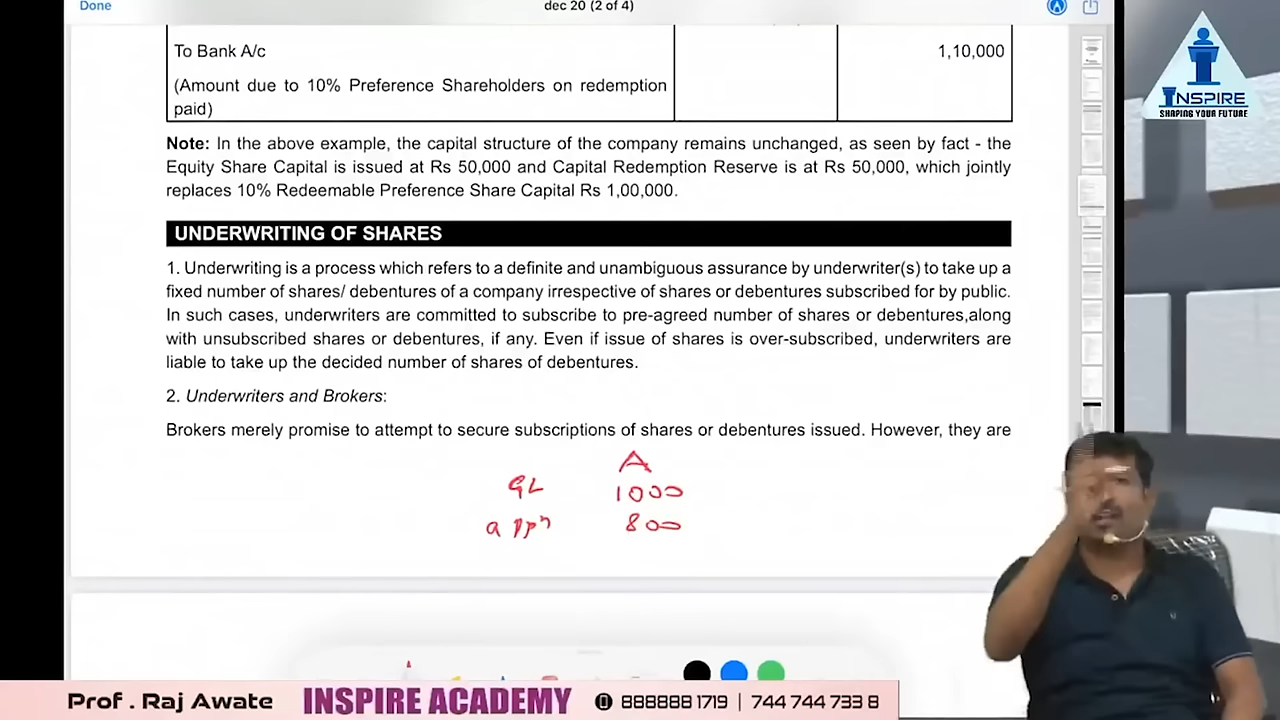 Done
dec 20 (2 of 4)
To Bank A/c 1,10,000
(Amount due to 10% Preference Shareholders on redemption
paid)
Note: In the above example, the capital structure of the company remains unchanged, as seen by fact - the
Equity Share Capital is issued at Rs 50,000 and Capital Redemption Reserve is at Rs 50,000, which jointly
replaces 10% Redeemable Preference Share Capital Rs 1,00,000.
UNDERWRITING OF SHARES
1. Underwriting is a process which refers to a definite and unambiguous assurance by underwriter(s) to take up a
fixed number of shares/ debentures of a company irrespective of shares or debentures subscribed for by public.
In such cases, underwriters are committed to subscribe to pre-agreed number of shares or debentures,along
with unsubscribed shares or debentures, if any. Even if issue of shares is over-subscribed, underwriters are
liable to take up the decided number of shares of debentures.
2. Underwriters and Brokers:
Brokers merely promise to attempt to secure subscriptions of shares or debentures issued. However, they are
A
GL 1000
appn 800
INSPIRE
SHAPING YOUR FUTURE
Prof . Raj Awate INSPIRE ACADEMY 888888 1719 | 744 744 733 8